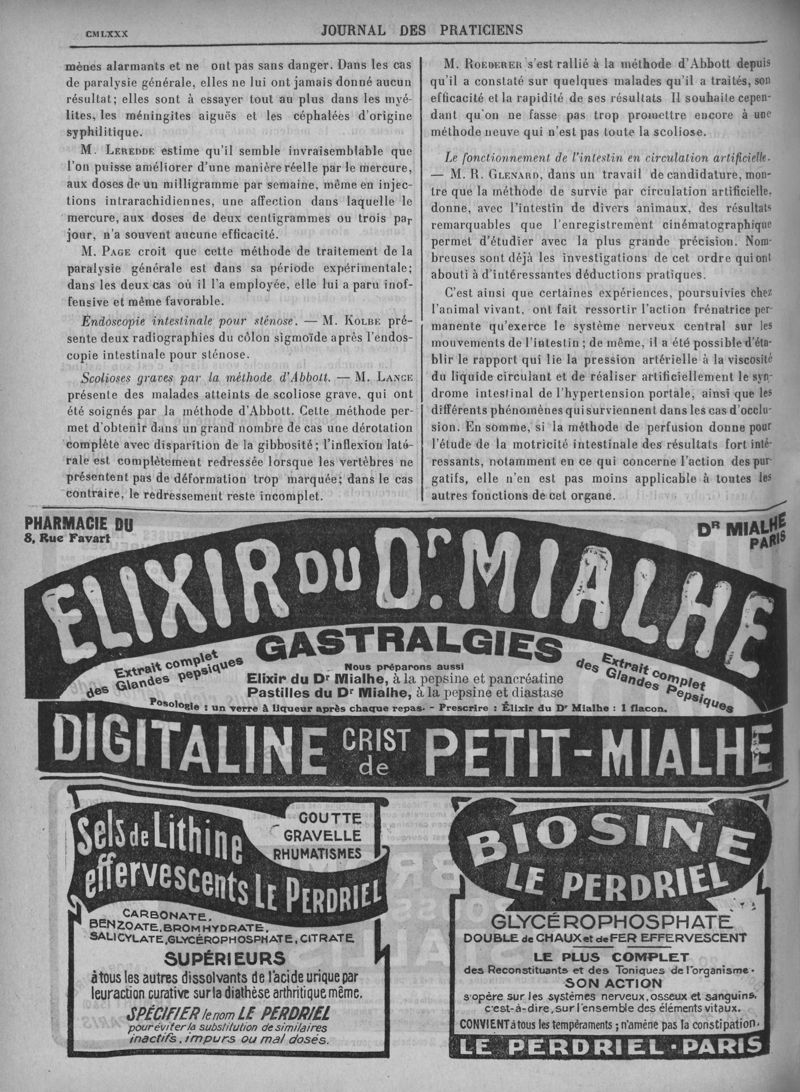 CMLXXX
JOURNAL DES PRATICIENS
mènes alarmants et ne ont pas sans danger. Dans les cas
de paralysie générale, elles ne lui ont jamais donné aucun
résultat; elles sont à essayer tout au plus dans les myé-
lites, les méningites aiguës et les céphalées d'origine
syphilitique.
M. LEREDDE estime qu'il semble invraisemblable que
l'on puisse améliorer d'une manière réelle par le mercure,
aux doses de un milligramme par semaine, même en injec-
tions intrarachidiennes, une affection dans laquelle le
mercure, aux doses de deux centigrammes ou trois par
jour, n'a souvent aucune efficacité.
M. PAGE croit que cette méthode de traitement de la
paralysie générale est dans sa période expérimentale;
dans les deux cas où il l'a employée, elle lui a paru inof-
fensive et même favorable.
Endoscopie intestinale pour sténose. — M. KOLBE pré-
sente deux radiographies du côlon sigmoïde après l'endos-
copie intestinale pour sténose.
Scolioses graves par la méthode d'Abbott. — M. LANCE
présente des malades atteints de scoliose grave, qui ont
été soignés par la méthode d'Abbott. Cette méthode per-
met d'obtenir dans un grand nombre de cas une dérotation
complète avec disparition de la gibbosité; l'inflexion laté-
rale est complètement redressée lorsque les vertèbres ne
présentent pas de déformation trop marquée; dans le cas
contraire, le redressement reste incomplet.
M. ROEDERER s'est rallié à la méthode d'Abbott depuis
qu'il a constaté sur quelques malades qu'il a traités, son
efficacité et la rapidité de ses résultats Il souhaite cepen-
dant qu'on ne fasse pas trop promettre encore à une
méthode neuve qui n'est pas toute la scoliose.
Le fonctionnement de l'intestin en circulation artificielle.
— M. R. GLENARD, dans un travail de candidature, mon-
tre que la méthode de survie par circulation artificielle,
donne, avec l'intestin de divers animaux, des résultats
remarquables que l'enregistrement cinématographique
permet d'étudier avec la plus grande précision. Nom-
breuses sont déjà les investigations de cet ordre qui ont
abouti à d'intéressantes déductions pratiques.
C'est ainsi que certaines expériences, poursuivies chez
l'animal vivant, ont fait ressortir l'action frénatrice per-
manente qu'exerce le système nerveux central sur les
mouvements de l'intestin; de même, il a été possible d'éta-
blir le rapport qui lie la pression artérielle à la viscosité
du liquide circulant et de réaliser artificiellement le syn-
drome intestinal de l'hypertension portale, ainsi que les
différents phénomènes qui surviennent dans les cas d'occlu-
sion. En somme, si la méthode de perfusion donne pour
l'étude de la motricité intestinale des résultats fort inté-
ressants, notamment en ce qui concerne l'action des pur-
gatifs, elle n'en est pas moins applicable à toutes les
autres fonctions de cet organe.
PHARMACIE DU
8, Rue Favart
DR MIALHE
PARIS
ELIXIR DU Dr. MIALHE
GASTRALGIES
Extrait complet
des Glandes pepsiques
Nous préparons aussi
Elixir du Dr Mialhe, à la pepsine et pancréatine
Pastilles du Dr Mialhe, à la pepsine et diastase
Extrait complet
des Glandes Pepsiques
Posologie : un verre à liqueur après chaque repas. - Prescrire : Élixir du Dr Mialhe : 1 flacon.
DIGITALINE CRIST de PETIT-MIALHE
Sels de Lithine
effervescents LE PERDRIEL
GOUTTE
GRAVELLE
RHUMATISMES
CARBONATE,
BENZOATE, BROMHYDRATE,
SALICYLATE, GLYCÉROPHOSPHATE, CITRATE
SUPÉRIEURS
à tous les autres dissolvants de l'acide urique par
leur action curative sur la diathèse arthritique même.
SPÉCIFIER le nom LE PERDRIEL
pour éviter la substitution de similaires
inactifs, impurs ou mal dosés.
BIOSINE
LE PERDRIEL
GLYCÉROPHOSPHATE
DOUBLE de CHAUX et de FER EFFERVESCENT
LE PLUS COMPLET
des Reconstituants et des Toniques de l'organisme.
SON ACTION
s'opère sur les systèmes nerveux, osseux et sanguins,
c'est-à-dire, sur l'ensemble des éléments vitaux.
CONVIENT à tous les tempéraments; n'amène pas la constipation.
LE PERDRIEL - PARIS